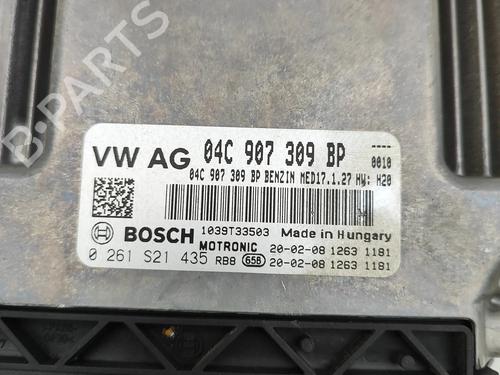 B-PARTS
VW AG 04C 907 309 BP ----
0010
04C 907 309 BP BENZIN MED17.1.27 HW: H20
1039T33503 Made in Hungary
BOSCH MOTRONIC 20-02-08 1263 1181
0 261 S21 435 RB8 658 20-02-08 1263 1181